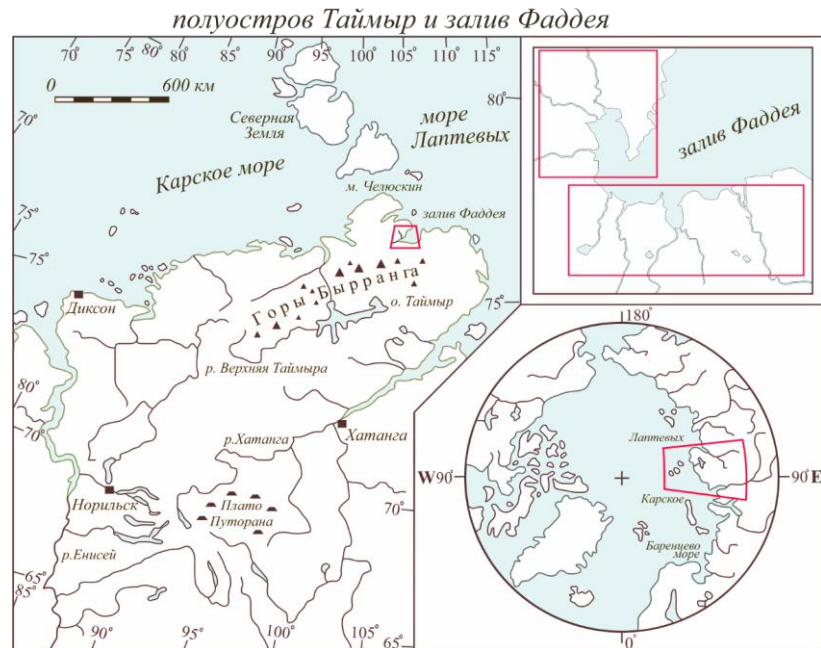 полуостров Таймыр и залив Фаддея
70° 75° 80° 85° 90° 95° 100° 105° 110° 115°
0 600 км
80°
70°
75°
75°
Северная
Земля
море
Лаптевых
Карское море
м. Челюскин
залив Фаддея
Диксон
Горы Бырранга
о. Таймыр
75°
р. Верхняя Таймыра
80°
70°
р.Хатанга
Хатанга
Норильск
Плато
Путорана
70°
р.Енисей
65°
85°
90° 95° 100° 105° 65°
залив Фаддея
180°
Лаптевых
W 90° 90° E
Карское
Баренцево
море
0°